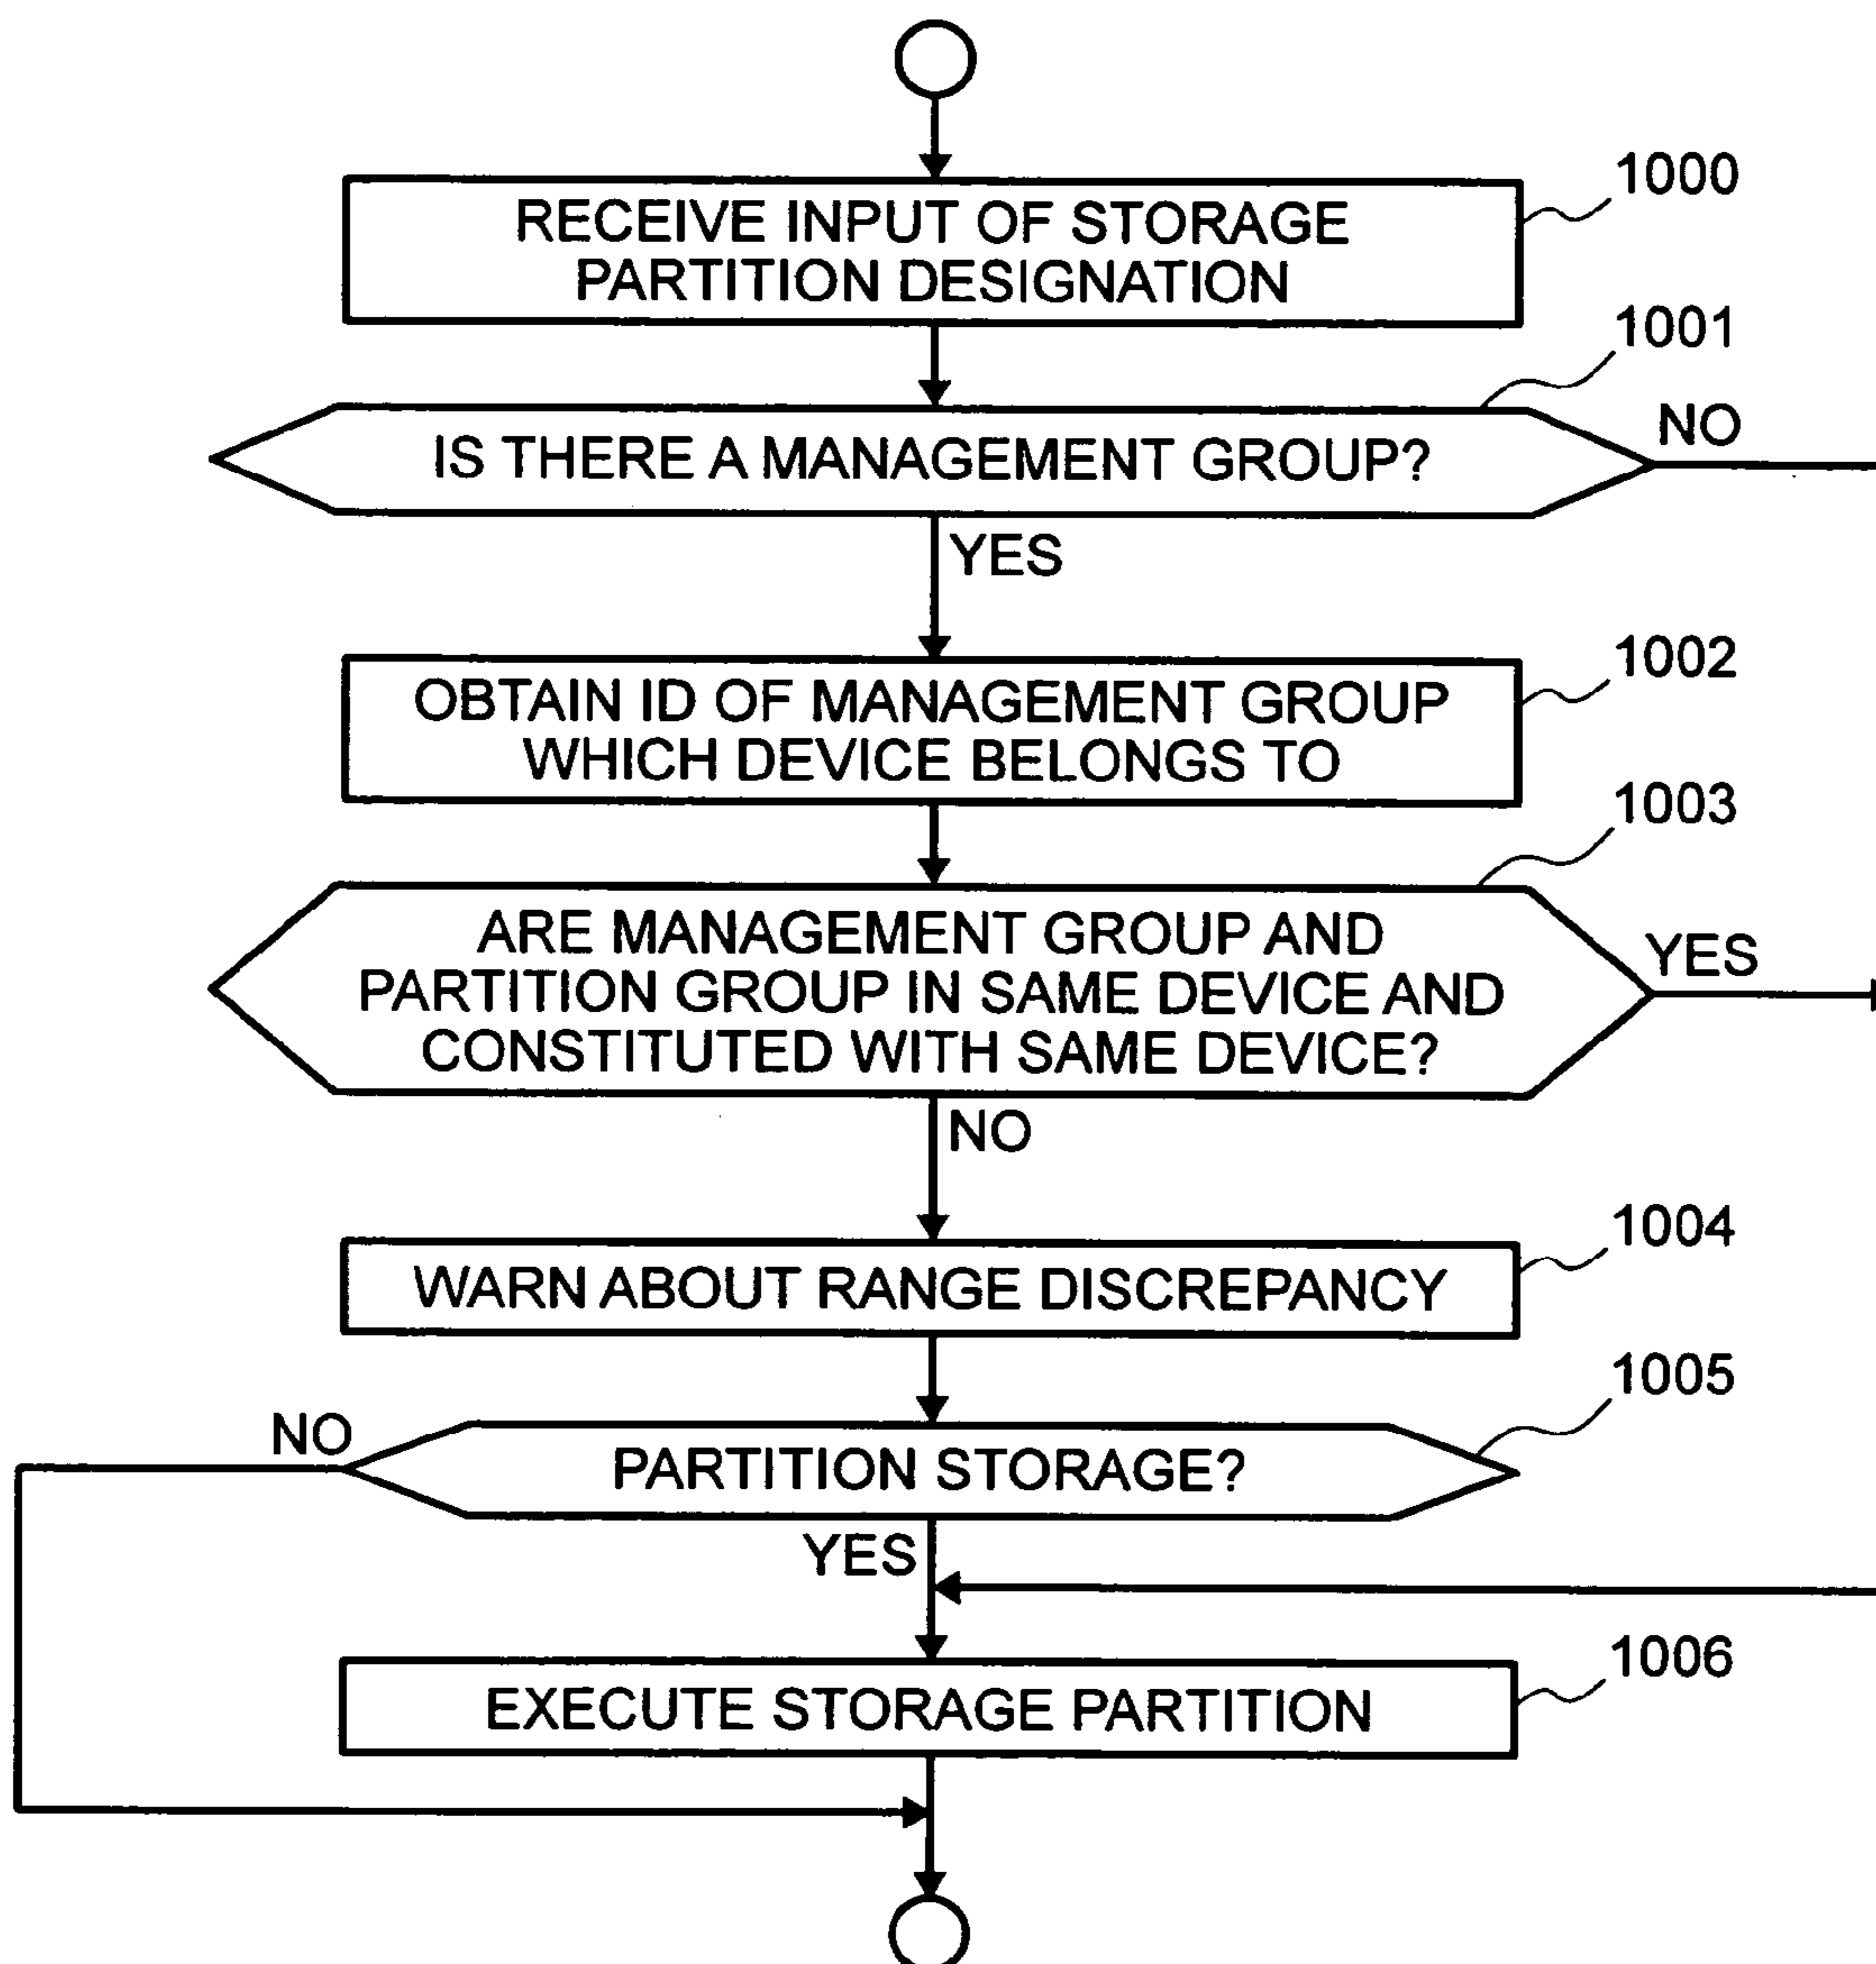 1000
RECEIVE INPUT OF STORAGE
PARTITION DESIGNATION
1001
IS THERE A MANAGEMENT GROUP?
NO
YES
1002
OBTAIN ID OF MANAGEMENT GROUP
WHICH DEVICE BELONGS TO
1003
ARE MANAGEMENT GROUP AND
PARTITION GROUP IN SAME DEVICE AND
CONSTITUTED WITH SAME DEVICE?
YES
NO
1004
WARN ABOUT RANGE DISCREPANCY
1005
NO
PARTITION STORAGE?
YES
1006
EXECUTE STORAGE PARTITION